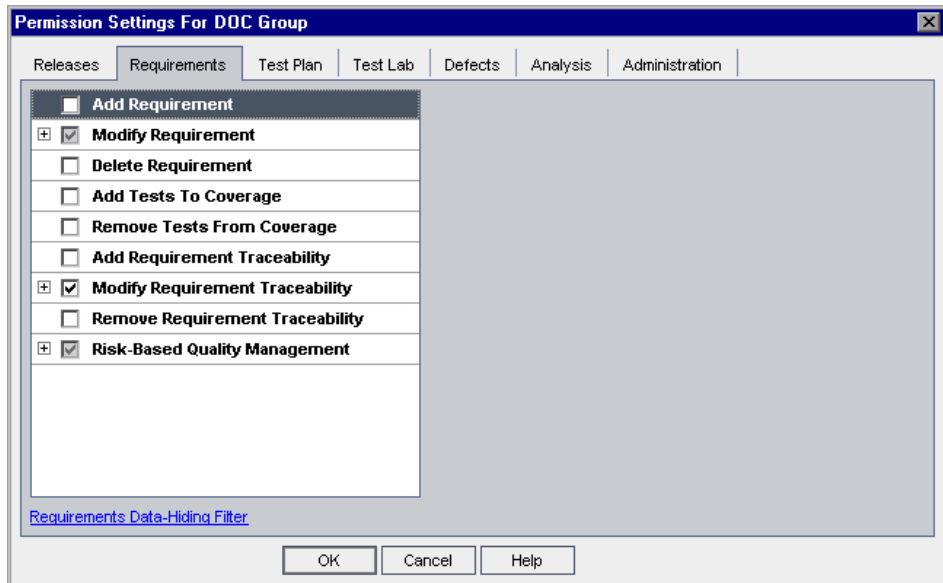 Permission Settings For DOC Group
Releases Requirements Test Plan Test Lab Defects Analysis Administration
Add Requirement
Modify Requirement
Delete Requirement
Add Tests To Coverage
Remove Tests From Coverage
Add Requirement Traceability
Modify Requirement Traceability
Remove Requirement Traceability
Risk-Based Quality Management
Requirements Data-Hiding Filter
OK Cancel Help